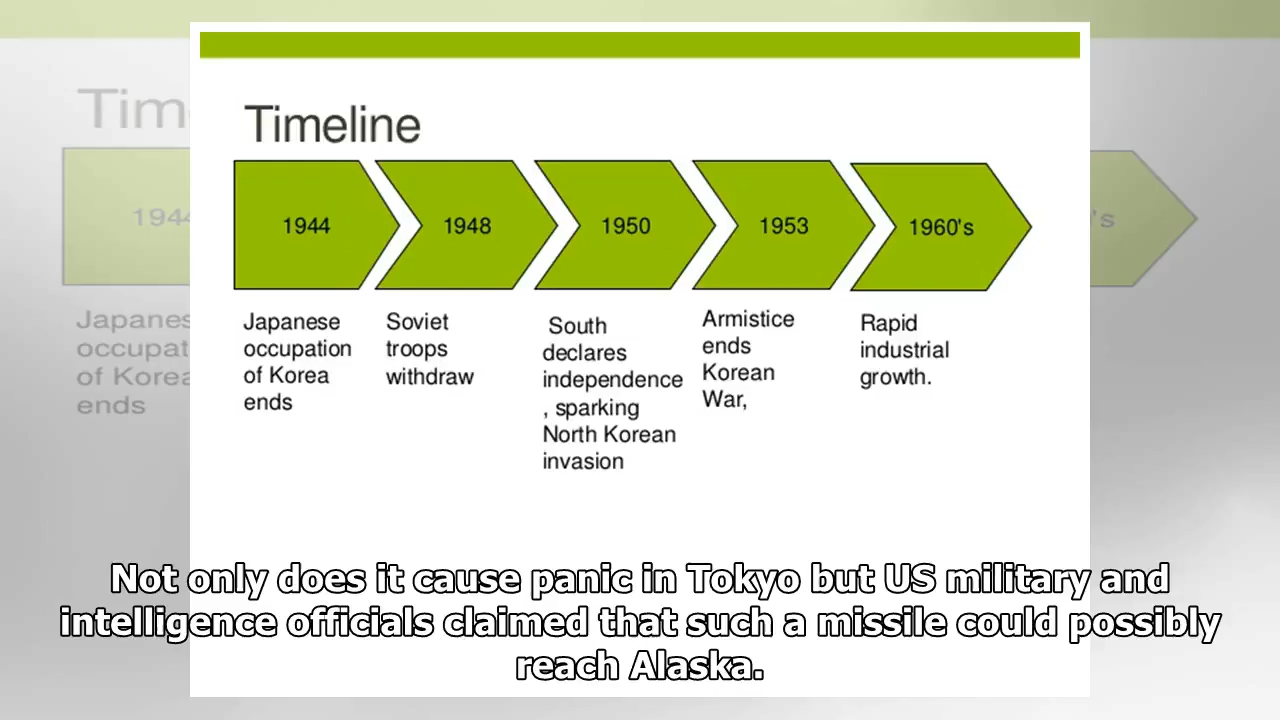 Timeline
1944
1948
1950
1953
1960's
Japanese
occupation
of Korea
ends
Soviet
troops
withdraw
South
declares
independence
, sparking
North Korean
invasion
Armistice
ends
Korean
War,
Rapid
industrial
growth.
Not only does it cause panic in Tokyo but US military and
intelligence officials claimed that such a missile could possibly
reach Alaska.